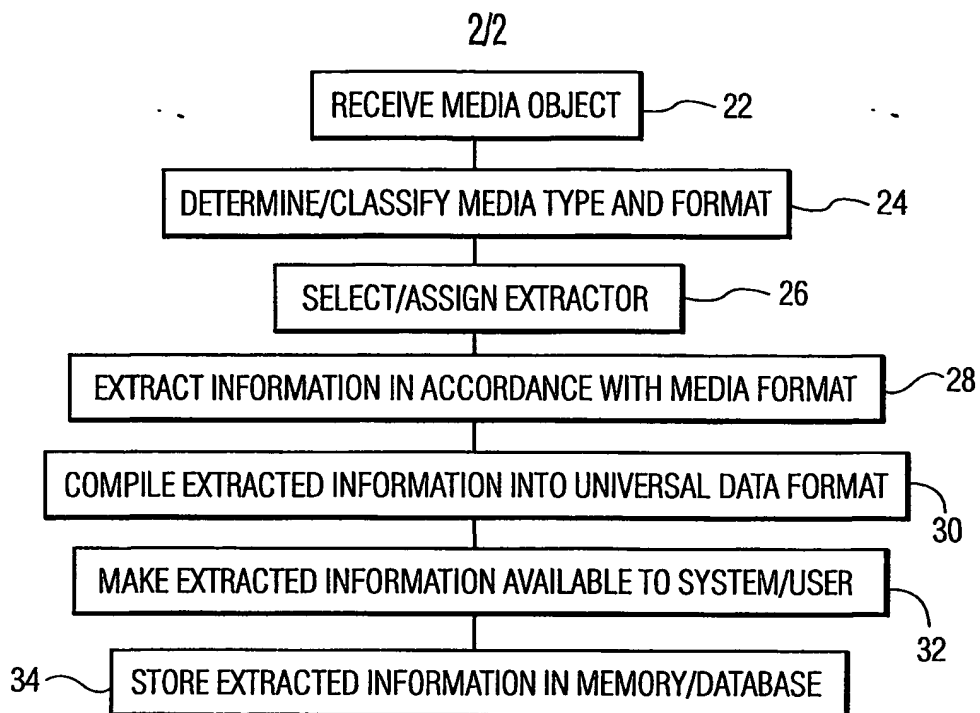 2/2
RECEIVE MEDIA OBJECT 22
DETERMINE/CLASSIFY MEDIA TYPE AND FORMAT 24
SELECT/ASSIGN EXTRACTOR 26
EXTRACT INFORMATION IN ACCORDANCE WITH MEDIA FORMAT 28
COMPILE EXTRACTED INFORMATION INTO UNIVERSAL DATA FORMAT 30
MAKE EXTRACTED INFORMATION AVAILABLE TO SYSTEM/USER 32
34 STORE EXTRACTED INFORMATION IN MEMORY/DATABASE